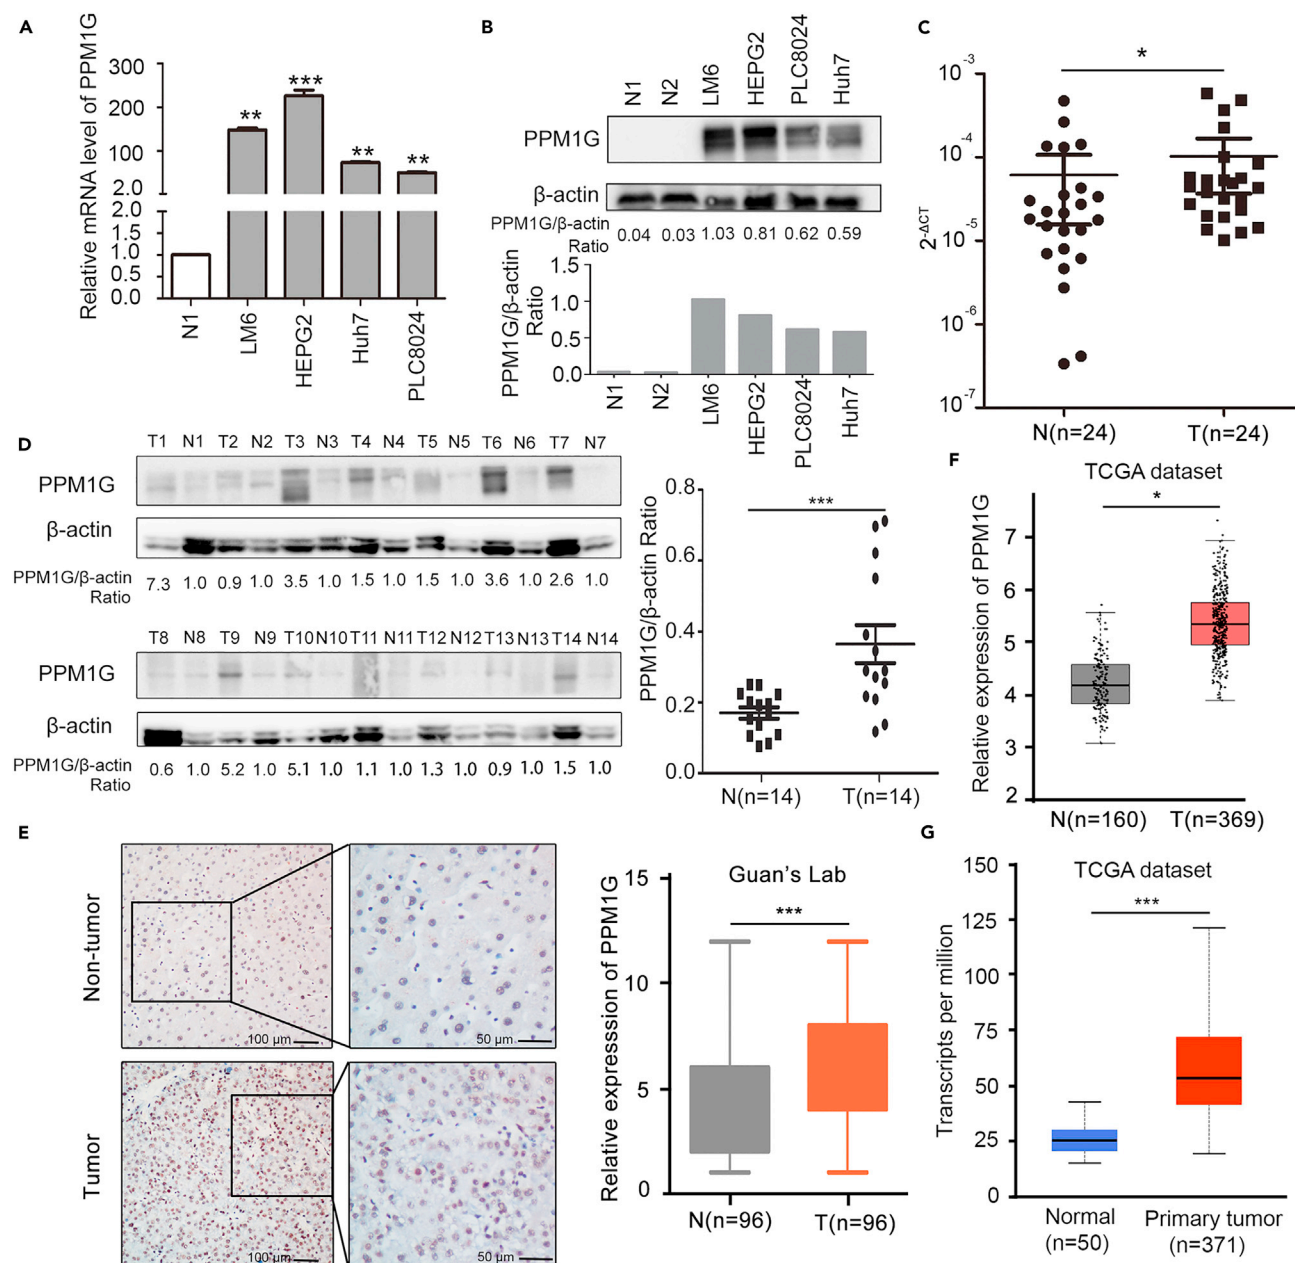 A
Relative mRNA level of PPM1G
300
200
100
2.0
2.0
1.0
0.5
0.0
**
***
**
**
N1
LM6
HEPG2
Huh7
PLC8024
B
N1 N2 LM6 HEPG2 PLC8024 Huh7
PPM1G
β-actin
PPM1G/β-actin
Ratio
0.04 0.03 1.03 0.81 0.62 0.59
PPM1G/β-actin
Ratio
1.5
1.0
0.5
0.0
N1
N2
LM6
HEPG2
PLC8024
Huh7
C
2-ΔCT
10-3
10-4
10-5
10-6
10-7
*
N(n=24) T(n=24)
D
T1 N1 T2 N2 T3 N3 T4 N4 T5 N5 T6 N6 T7 N7
PPM1G
β-actin
PPM1G/β-actin
Ratio
7.3 1.0 0.9 1.0 3.5 1.0 1.5 1.0 1.5 1.0 3.6 1.0 2.6 1.0
T8 N8 T9 N9 T10 N10 T11 N11 T12 N12 T13 N13 T14 N14
PPM1G
β-actin
PPM1G/β-actin
Ratio
0.6 1.0 5.2 1.0 5.1 1.0 1.1 1.0 1.3 1.0 0.9 1.0 1.5 1.0
PPM1G/β-actin Ratio
0.8
0.6
0.4
0.2
0.0
***
N(n=14) T(n=14)
F
TCGA dataset
*
Relative expression of PPM1G
7
6
5
4
3
2
N(n=160) T(n=369)
E
Non-tumor
100 μm
50 μm
Tumor
100 μm
50 μm
Guan's Lab
***
Relative expresssion of PPM1G
15
10
5
0
N(n=96) T(n=96)
G
TCGA dataset
***
Transcripts per million
150
125
100
75
50
25
0
Normal
(n=50)
Primary tumor
(n=371)